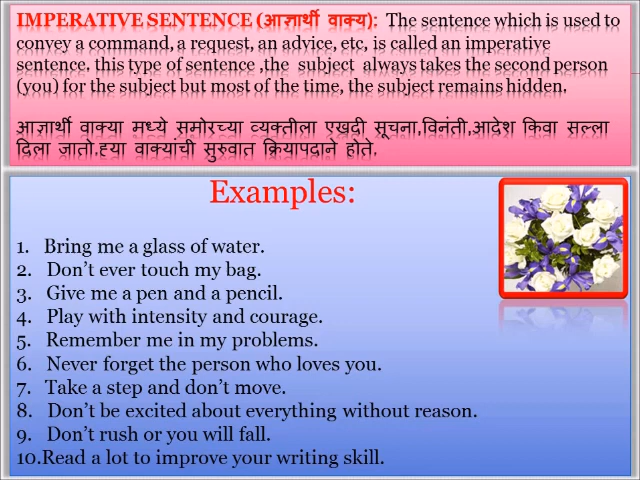 IMPERATIVE SENTENCE (आज्ञार्थी वाक्य): The sentence which is used to
convey a command, a request, an advice, etc, is called an imperative
sentence. this type of sentence ,the subject always takes the second person
(you) for the subject but most of the time, the subject remains hidden.
आज्ञार्थी वाक्या मध्ये समोरच्या व्यक्तीला एखदी सूचना,विनंती,आदेश किवा सल्ला
दिला जातो.ह्या वाक्यांची सुरुवात क्रियापदाने होते.
Examples:
1. Bring me a glass of water.
2. Don't ever touch my bag.
3. Give me a pen and a pencil.
4. Play with intensity and courage.
5. Remember me in my problems.
6. Never forget the person who loves you.
7. Take a step and don't move.
8. Don't be excited about everything without reason.
9. Don't rush or you will fall.
10.Read a lot to improve your writing skill.